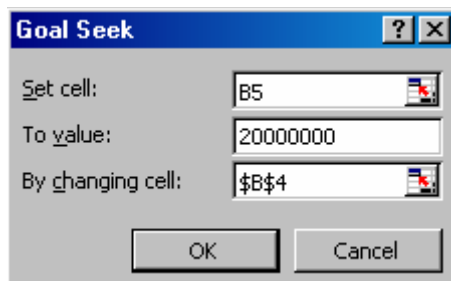 Goal Seek
Set cell: B5
To value: 20000000
By changing cell: $B$4
OK Cancel